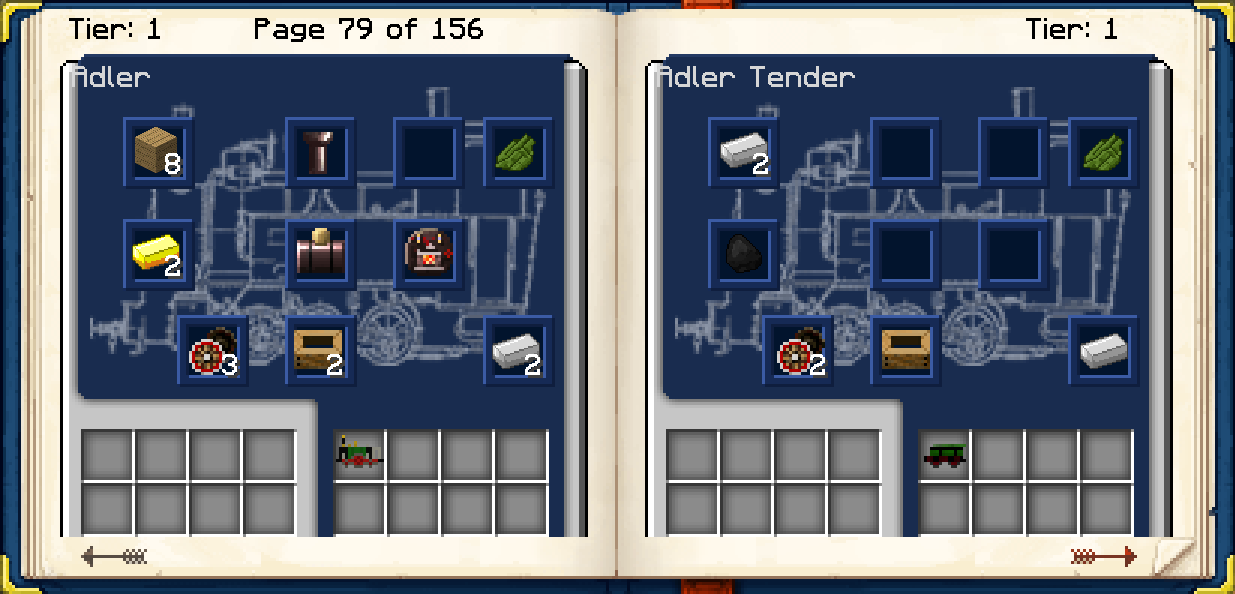 Tier: 1 Page 79 of 156
Adler
8
2
3 2 2
Tier: 1
Adler Tender
2
2